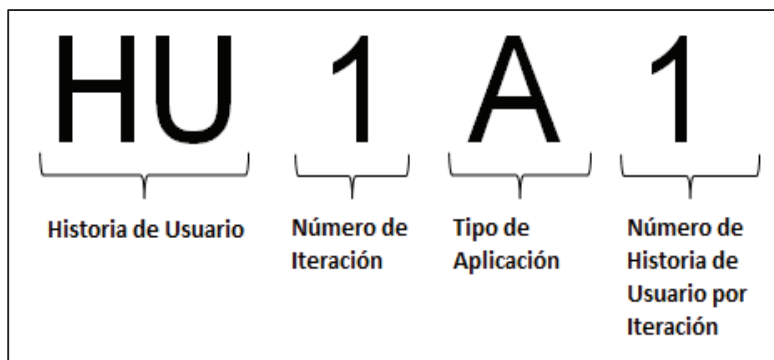 HU 1 A 1
Historia de Usuario
Número de
Iteración
Tipo de
Aplicación
Número de
Historia de
Usuario por
Iteración